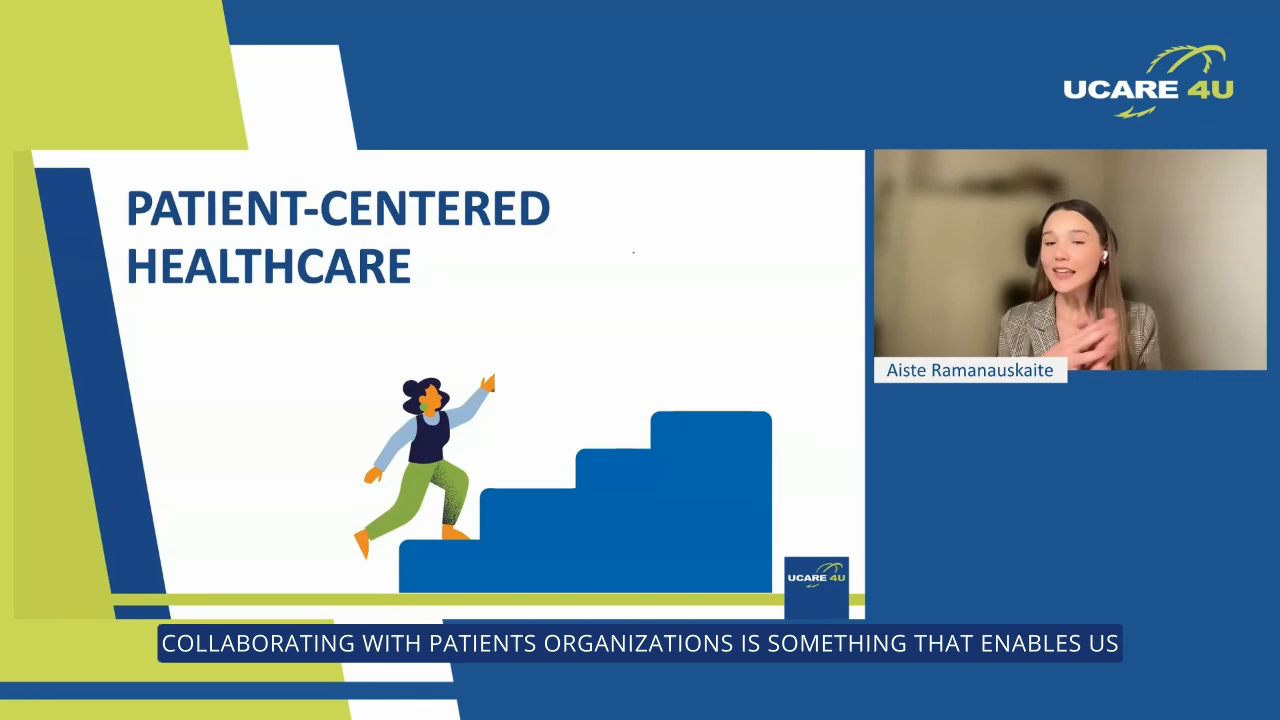 UCARE 4U
PATIENT-CENTERED
HEALTHCARE
Aiste Ramanauskaite
UCARE 4U
COLLABORATING WITH PATIENTS ORGANIZATIONS IS SOMETHING THAT ENABLES US